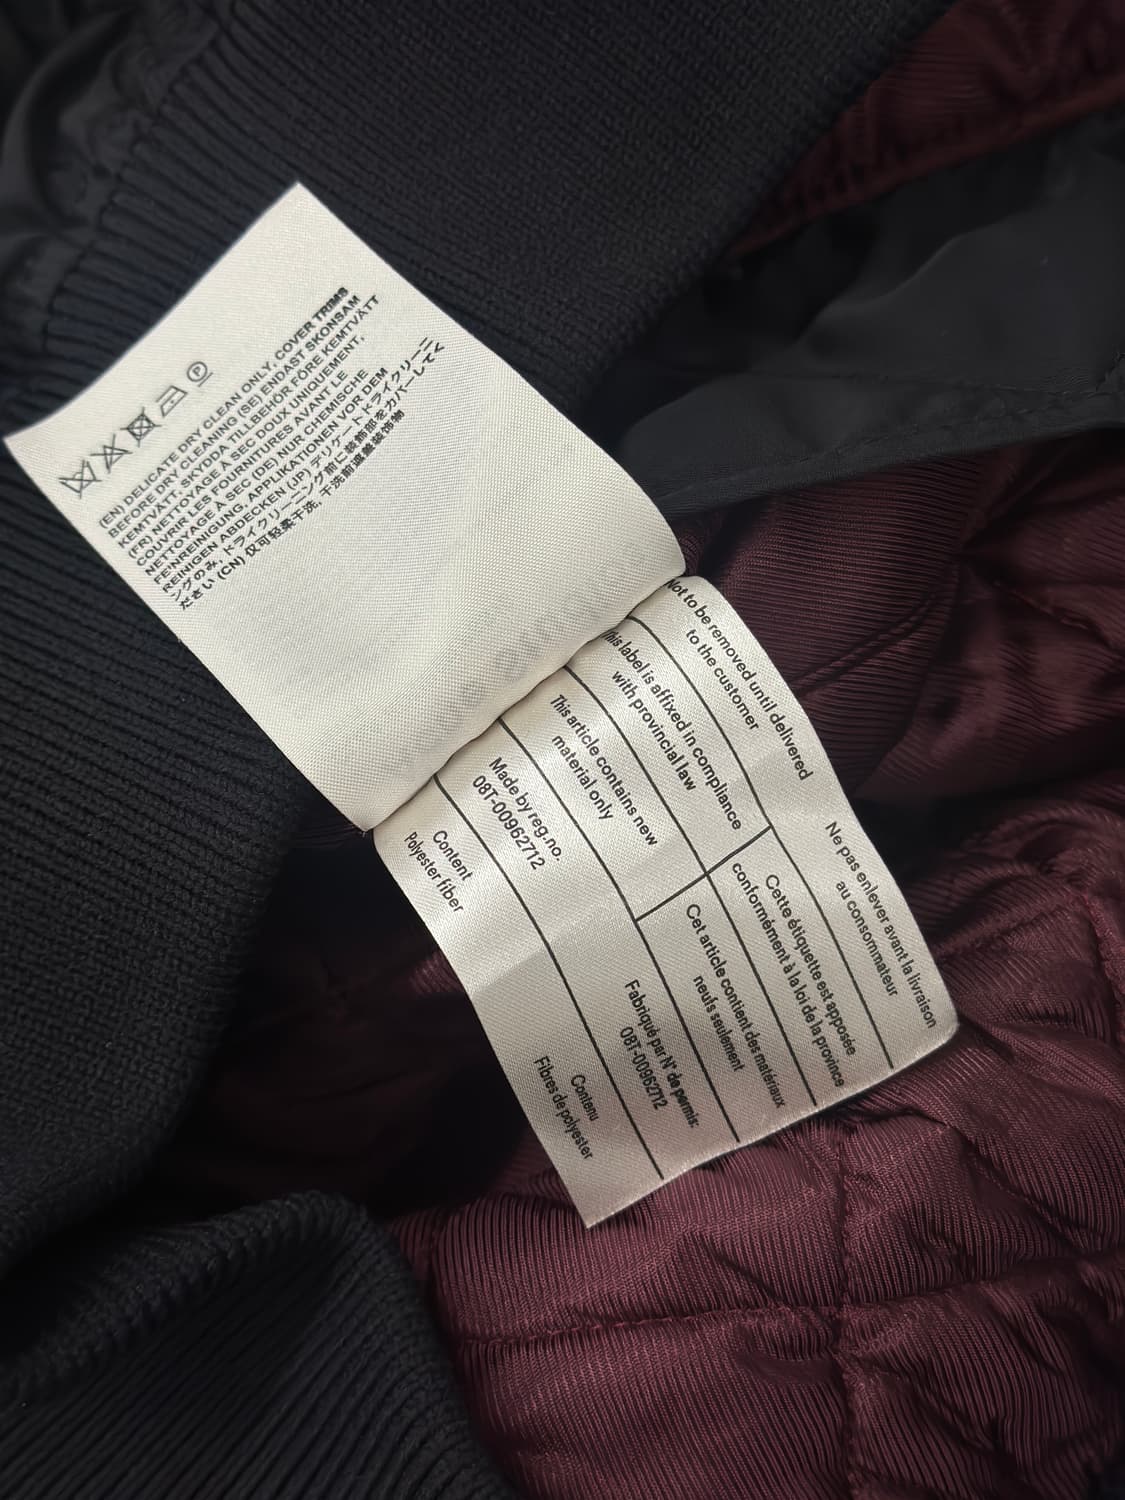 (EN) DELICATE DRY CLEAN ONLY, COVER TRIMS
BEFORE DRY CLEANING (SE) ENDAST SKONSAM
KEMTVÄTT, SKYDDA TILLBEHÖR FÖRE KEMTVÄTT
(FR) NETTOYAGE A SEC DOUX UNIQUEMENT,
COUVRIR LES FOURNITURES AVANT LE
NETTOYAGE A SEC (DE) NUR CHEMISCHE
FEINREINIGUNG, APPLIKATIONEN VOR DEM
REINIGEN ABDECKEN (JP) デリケートドライクリーニ
ングのみ, ドライクリーニング前に装飾部をカバーしてく
ださい (CN) 仅可轻柔干洗, 干洗前遮蔽装饰物
Not to be removed until delivered
to the customer
Ne pas enlever avant la livraison
au consommateur
This label is affixed in compliance
with provincial law
Cette étiquette est apposée
conformément à la loi de la province
This article contains new
material only
Cet article contient des matériaux
neufs seulement
Made by reg.no.
08T-00962712
Fabriqué par N° de permis:
08T-00962712
Content
Polyester fiber
Contenu
Fibres de polyester